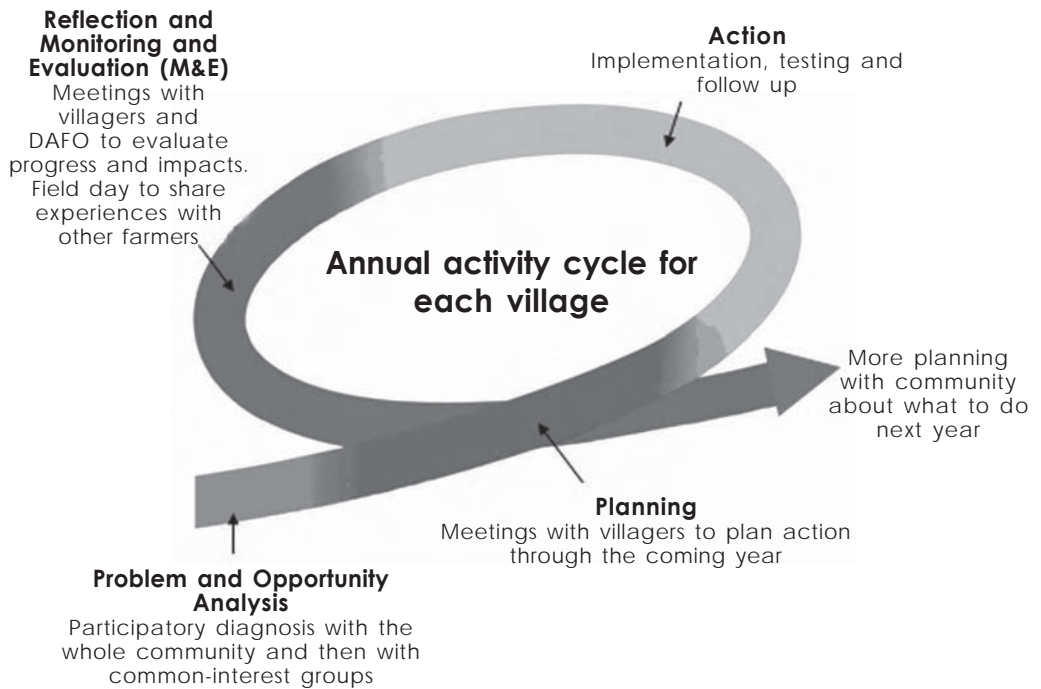 Reflection and
Monitoring and
Evaluation (M&E)
Meetings with
villagers and
DAFO to evaluate
progress and impacts.
Field day to share
experiences with
other farmers
Action
Implementation, testing and
follow up
Annual activity cycle for
each village
More planning
with community
about what to do
next year
Planning
Meetings with villagers to plan action
through the coming year
Problem and Opportunity
Analysis
Participatory diagnosis with the
whole community and then with
common-interest groups